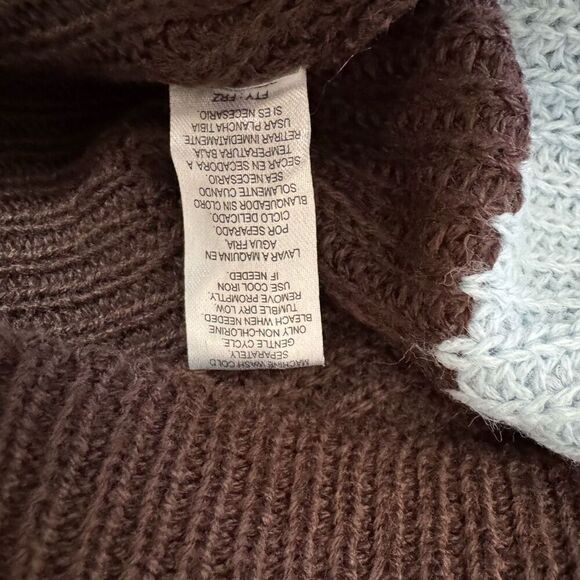 MACHINE WASH COLD
SEPARATELY
GENTLE CYCLE
ONLY NON-CHLORINE
BLEACH WHEN NEEDED
TUMBLE DRY LOW.
REMOVE PROMPTLY.
USE COOL IRON
IF NEEDED.
LAVAR A MAQUINA EN
AGUA FRIA,
POR SEPARADO.
CICLO DELICADO.
BLANQUEADOR SIN CLORO
SOLAMENTE CUANDO
SEA NECESARIO
SECAR EN SECADORA A
TEMPERATURA BAJA
RETIRAR INMEDIATAMENTE
USAR PLANCHA TIBIA
SI ES NECESARIO.
FTY: FRZ